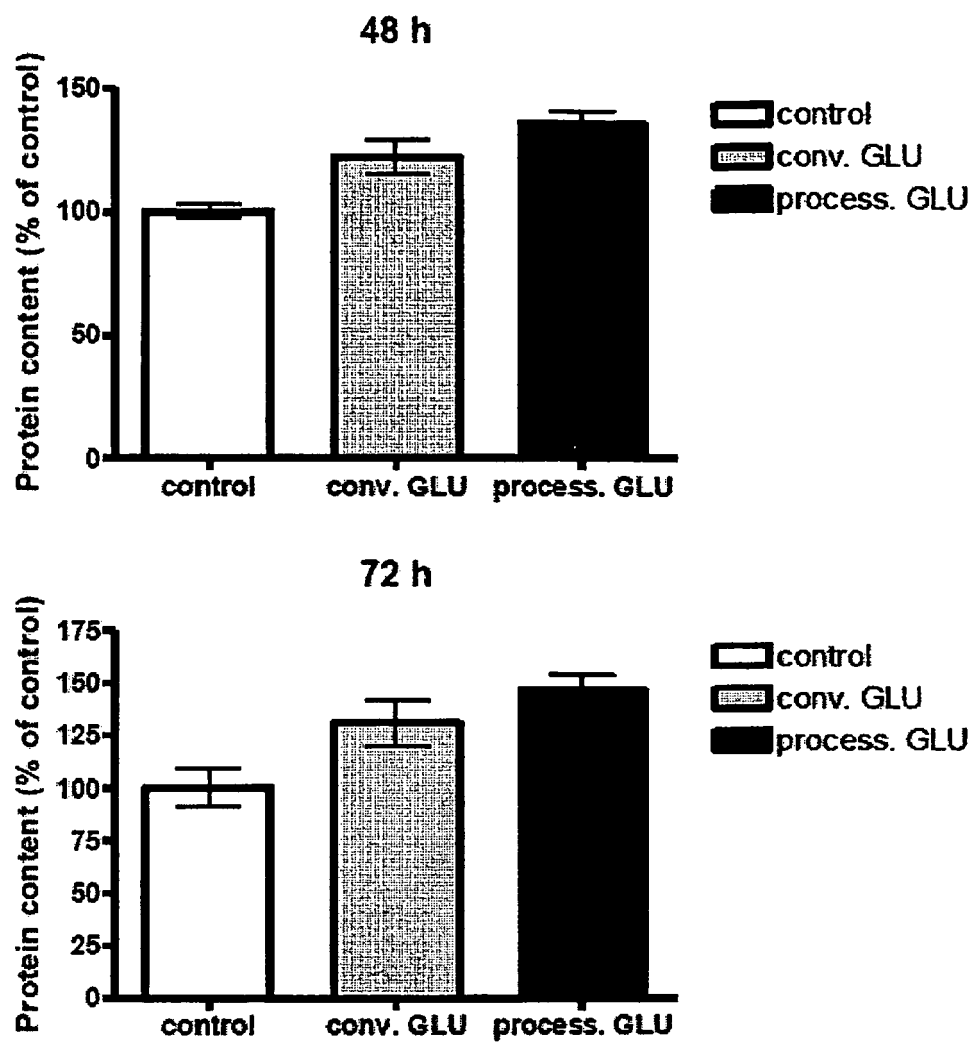 48 h
Protein content (% of control)
150
100
50
0
control
conv. GLU
process. GLU
control
conv. GLU
process. GLU
72 h
Protein content (% of control)
175
150
125
100
75
50
25
0
control
conv. GLU
process. GLU
control
conv. GLU
process. GLU